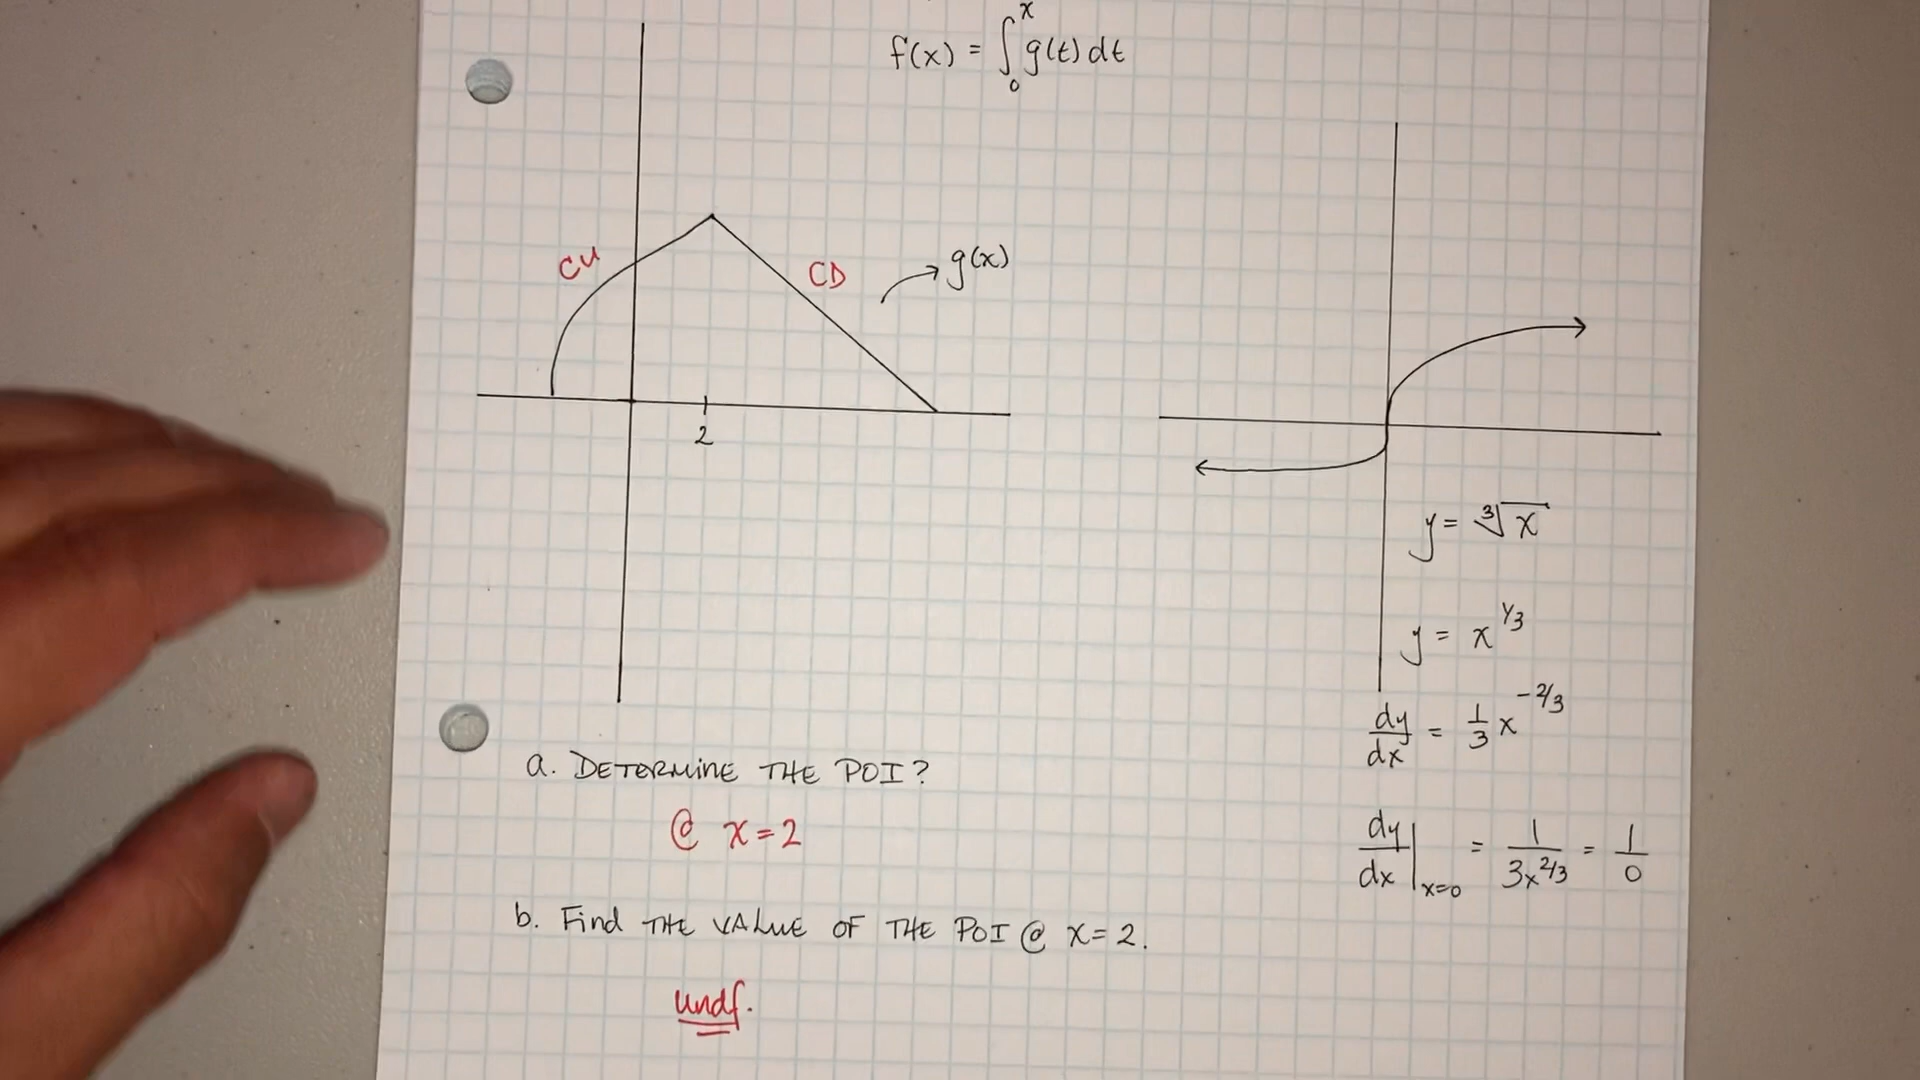 f(x) = ∫₀ˣ g(t) dt
CU
CD
g(x)
2
y = ∛x
y = x^1/3
dy/dx = 1/3 x^-2/3
a. DETERMINE THE POI?
@ x=2
dy/dx |x=0 = 1/3x^2/3 = 1/0
b. Find THE VALUE OF THE POI @ x=2.
undf.